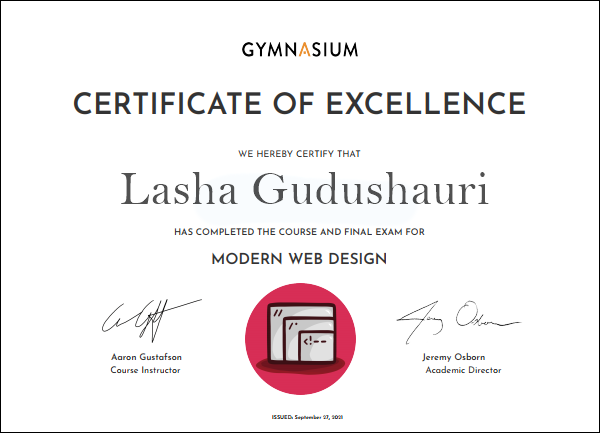 GYMNASIUM
CERTIFICATE OF EXCELLENCE
WE HEREBY CERTIFY THAT
Lasha Gudushauri
HAS COMPLETED THE COURSE AND FINAL EXAM FOR
MODERN WEB DESIGN
/
/·
<!--
Aaron Gustafson
Course Instructor
Jeremy Osborn
Academic Director
ISSUED: September 27, 2021